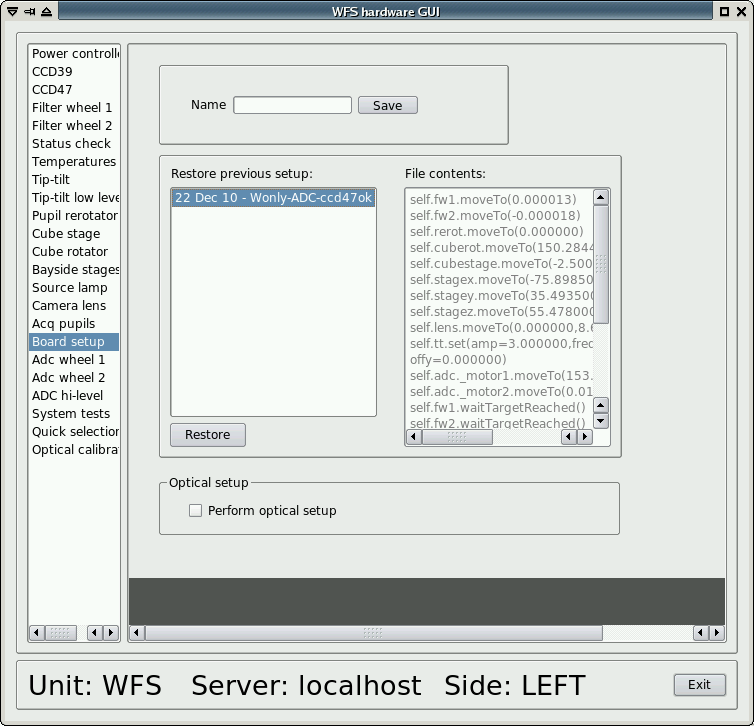 WFS hardware GUI
Power controlle
CCD39
CCD47
Filter wheel 1
Filter wheel 2
Status check
Temperatures
Tip-tilt
Tip-tilt low leve
Pupil rerotator
Cube stage
Cube rotator
Bayside stages
Source lamp
Camera lens
Acq pupils
Board setup
Adc wheel 1
Adc wheel 2
ADC hi-level
System tests
Quick selection
Optical calibra
Name
Save
Restore previous setup:
22 Dec 10 - Wonly-ADC-ccd47ok
Restore
File contents:
self.fw1.moveTo(0.000013)
self.fw2.moveTo(-0.000018)
self.rerot.moveTo(0.000000)
self.cuberot.moveTo(150.2844
self.cubestage.moveTo(-2.500
self.stagex.moveTo(-75.89850
self.stagey.moveTo(35.493500
self.stagez.moveTo(55.478000
self.lens.moveTo(0.000000,8.6
self.tt.set(amp=3.000000,freq
offy=0.000000)
self.adc._motor1.moveTo(153.
self.adc._motor2.moveTo(0.01
self.fw1.waitTargetReached()
self.fw2.waitTargetReached()
Optical setup
Perform optical setup
Unit: WFS Server: localhost Side: LEFT
Exit